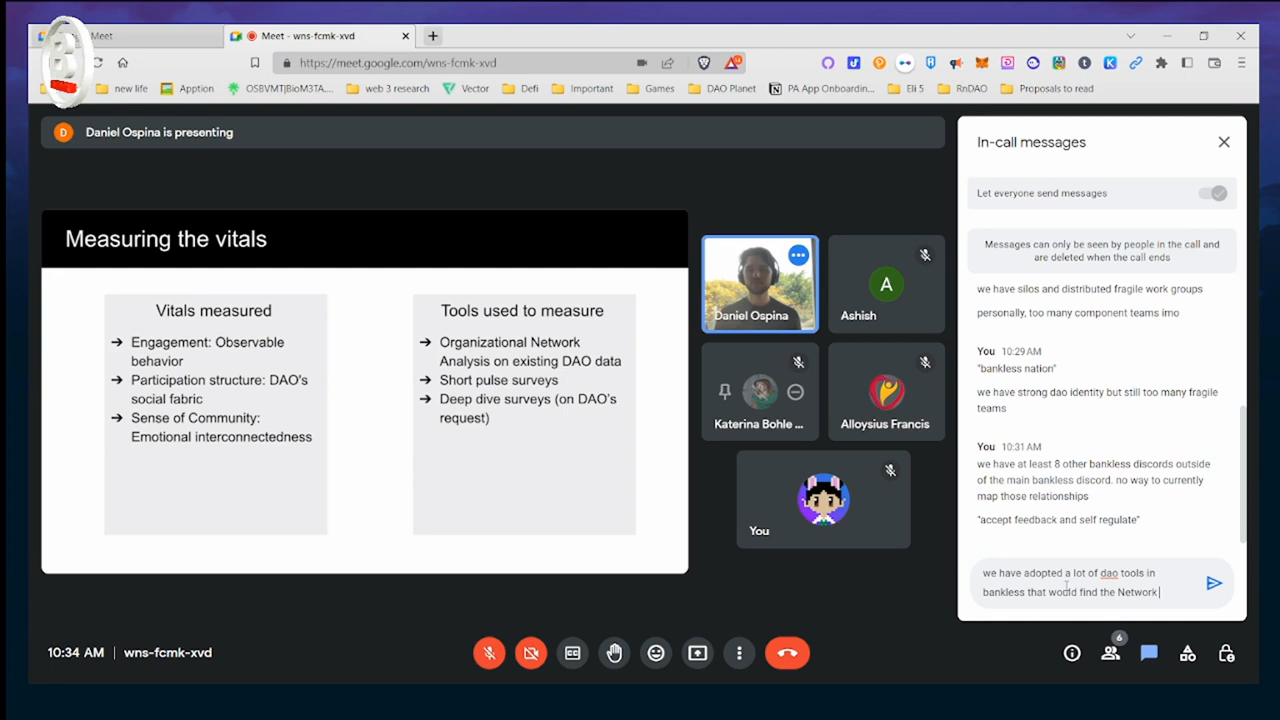 Meet
Meet - wns-fcmk-xvd
https://meet.google.com/wns-fcmk-xvd
new life
Apption
OSBVMT|BioM3TA...
web 3 research
Vector
Defi
Important
Games
DAO Planet
PA App Onboardin...
Eli 5
RnDAO
Proposals to read
D
Daniel Ospina is presenting
Measuring the vitals
Vitals measured
➔ Engagement: Observable
behavior
➔ Participation structure: DAO's
social fabric
➔ Sense of Community:
Emotional interconnectedness
Tools used to measure
➔ Organizational Network
Analysis on existing DAO data
➔ Short pulse surveys
➔ Deep dive surveys (on DAO's
request)
Daniel Ospina
A
Ashish
Katerina Bohle ...
Alloysius Francis
You
In-call messages
Let everyone send messages
Messages can only be seen by people in the call and
are deleted when the call ends
we have silos and distributed fragile work groups
personally, too many component teams imo
You 10:29 AM
"bankless nation"
we have strong dao identity but still too many fragile
teams
You 10:31 AM
we have at least 8 other bankless discords outside
of the main bankless discord. no way to currently
map those relationships
"accept feedback and self regulate"
we have adopted a lot of dao tools in
bankless that would find the Network
10:34 AM | wns-fcmk-xvd
6